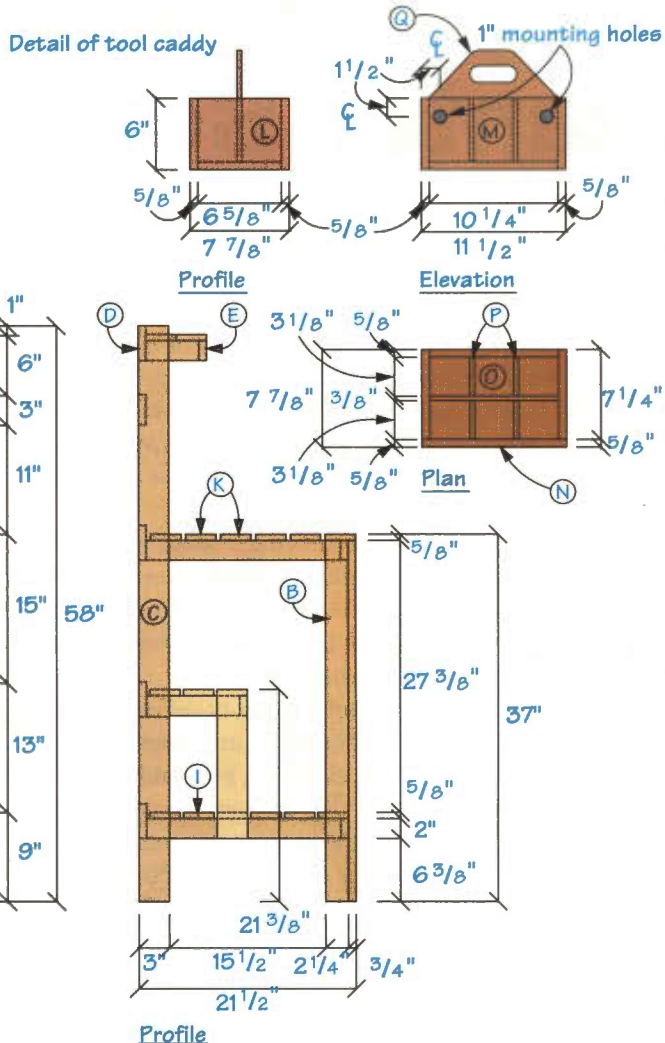 Detail of tool caddy
Q
℄
1" mounting holes
1 1/2"
℄
6"
L
M
5/8"
6 5/8"
7 7/8"
5/8"
10 1/4"
11 1/2"
5/8"
Profile
Elevation
1"
D
E
3 1/8"
5/8"
P
6"
3"
7 7/8"
3/8"
O
7 1/4"
11"
3 1/8"
5/8"
5/8"
Plan
N
K
5/8"
15"
58"
C
B
27 3/8"
37"
13"
I
5/8"
2"
9"
6 3/8"
21 3/8"
3"
15 1/2"
2 1/4"
3/4"
21 1/2"
Profile